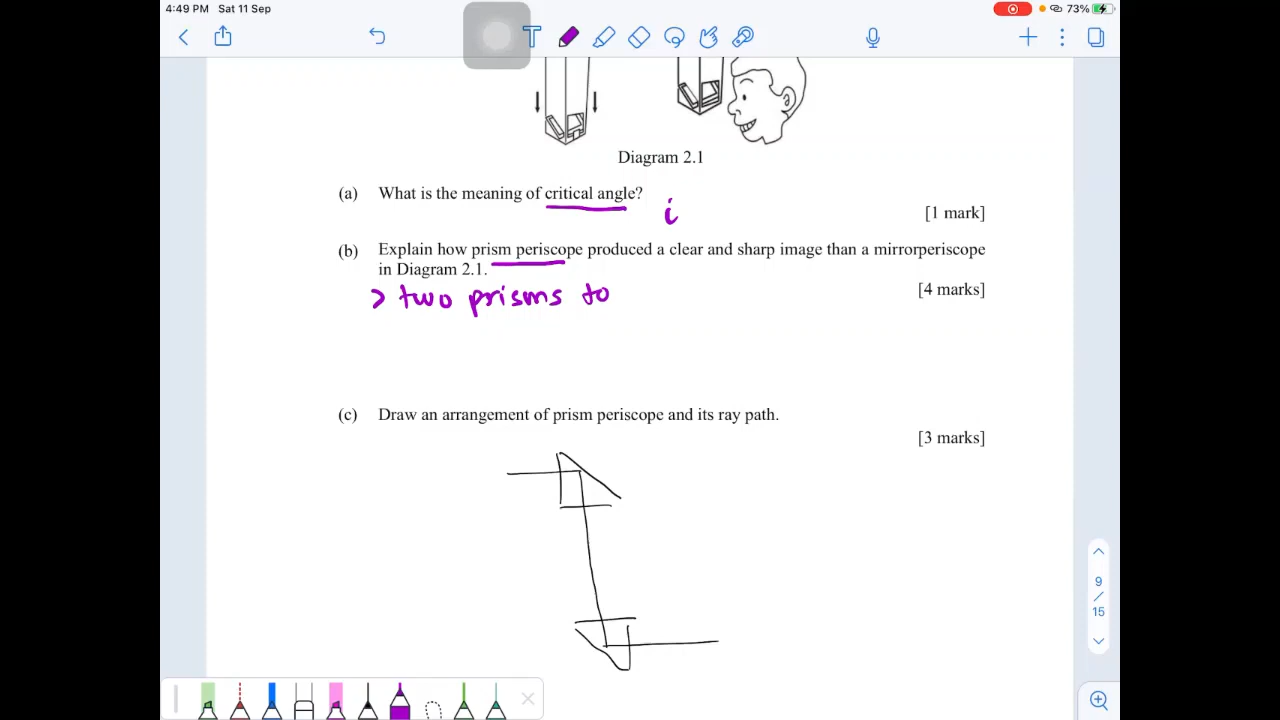 4:49 PM Sat 11 Sep
73%
T
Diagram 2.1
(a) What is the meaning of critical angle?
i
[1 mark]
(b) Explain how prism periscope produced a clear and sharp image than a mirrorperiscope
in Diagram 2.1.
[4 marks]
> two prisms to
(c) Draw an arrangement of prism periscope and its ray path.
[3 marks]
9
/
15